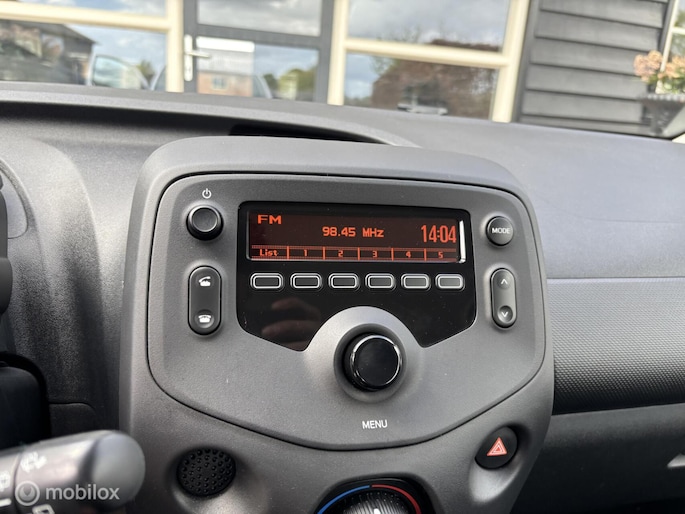 FM
98.45 MHz
14:04
MODE
List 1 2 3 4 5
MENU
mobilox